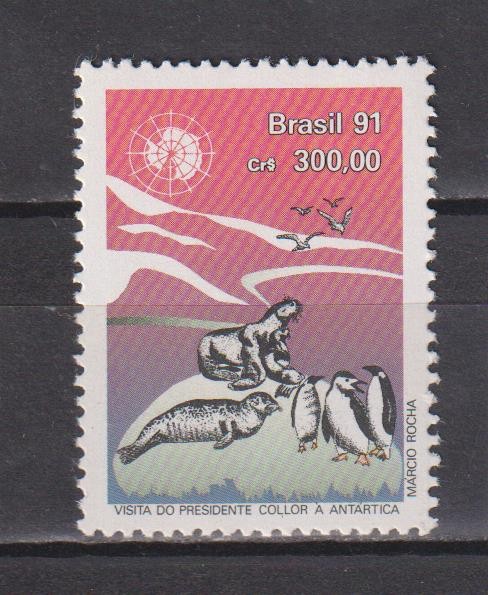 Brasil 91
Cr$ 300,00
MÁRCIO ROCHA
VISITA DO PRESIDENTE COLLOR À ANTÁRTICA